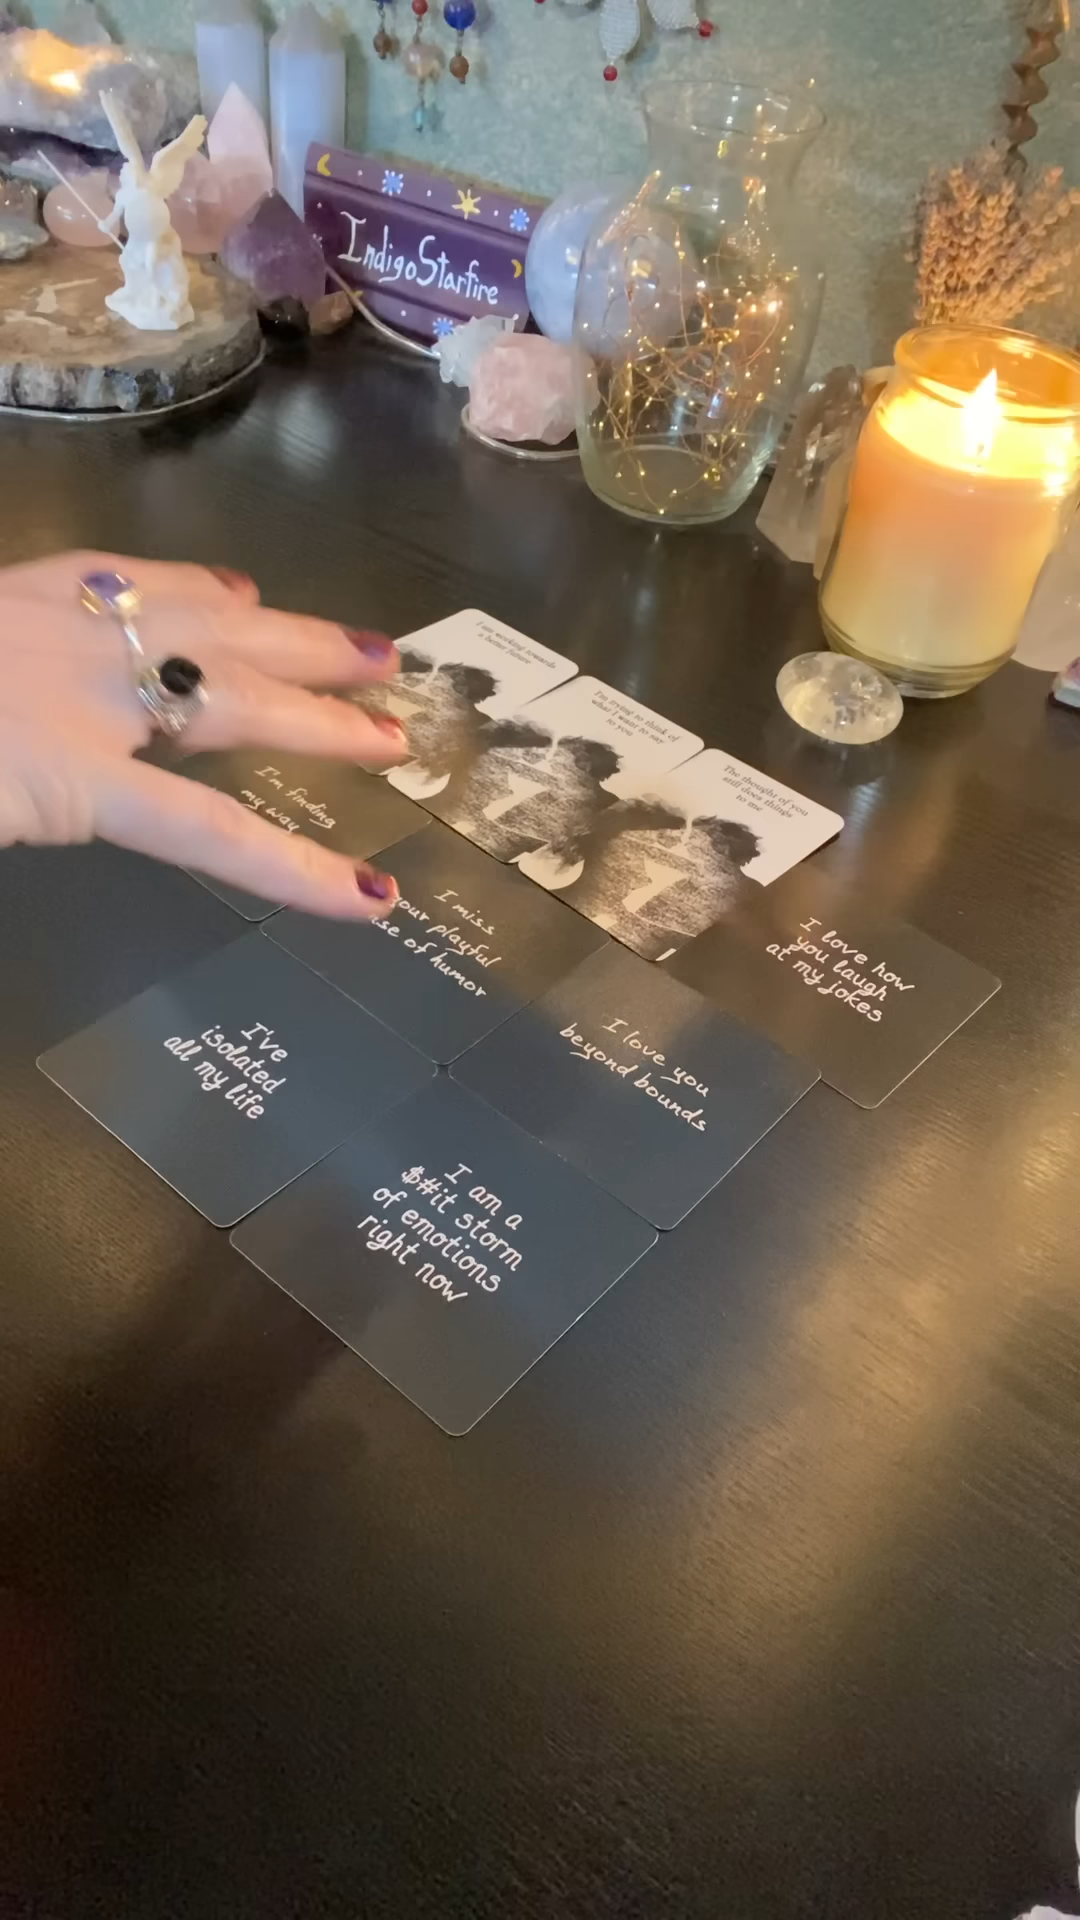 IndigoStarfire
I am working towards
a better future
I'm trying to think of
what I want to say
to you
The thought of you
still does things
to me
I'm finding
my way
I miss
your playful
of humor
I love how
you laugh
at my jokes
I've
isolated
all my life
I love you
beyond bounds
I am a
$#it storm
of emotions
right now